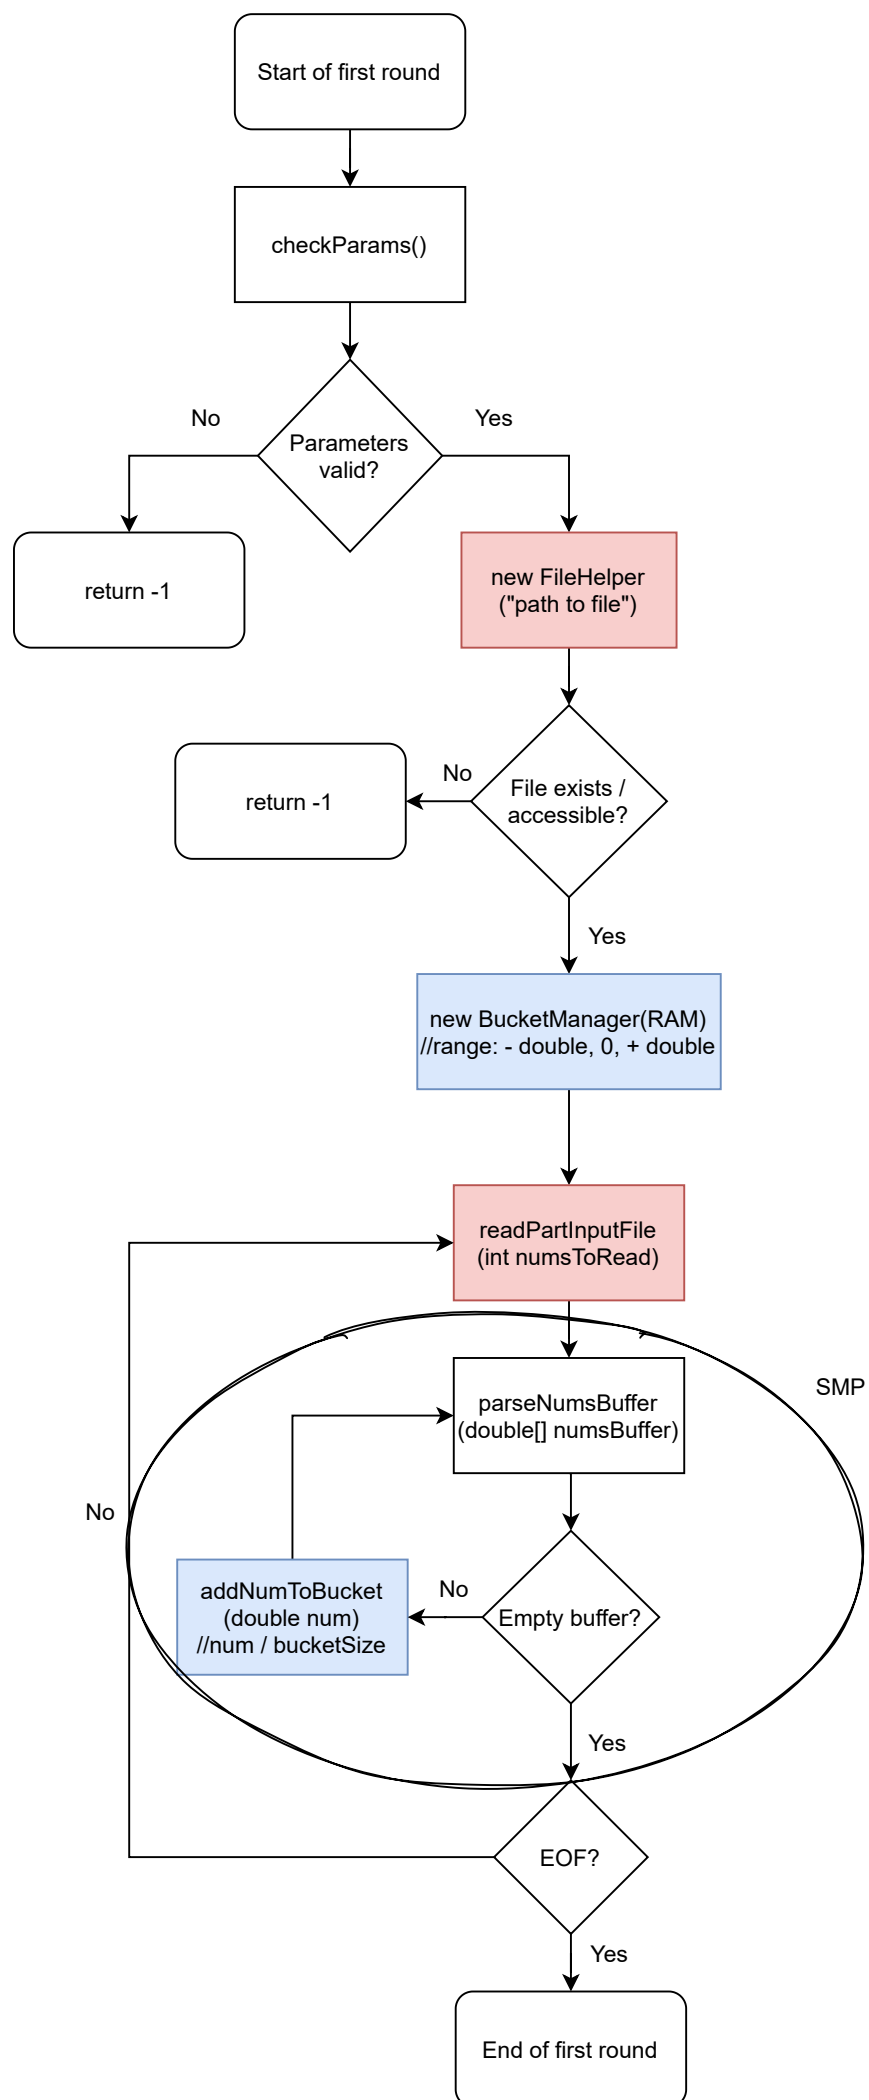 Start of first round
checkParams()
No
Yes
Parameters
valid?
return -1
new FileHelper
("path to file")
No
File exists /
accessible?
return -1
Yes
new BucketManager(RAM)
//range: - double, 0, + double
readPartInputFile
(int numsToRead)
SMP
parseNumsBuffer
(double[] numsBuffer)
No
No
addNumToBucket
(double num)
//num / bucketSize
Empty buffer?
Yes
EOF?
Yes
End of first round